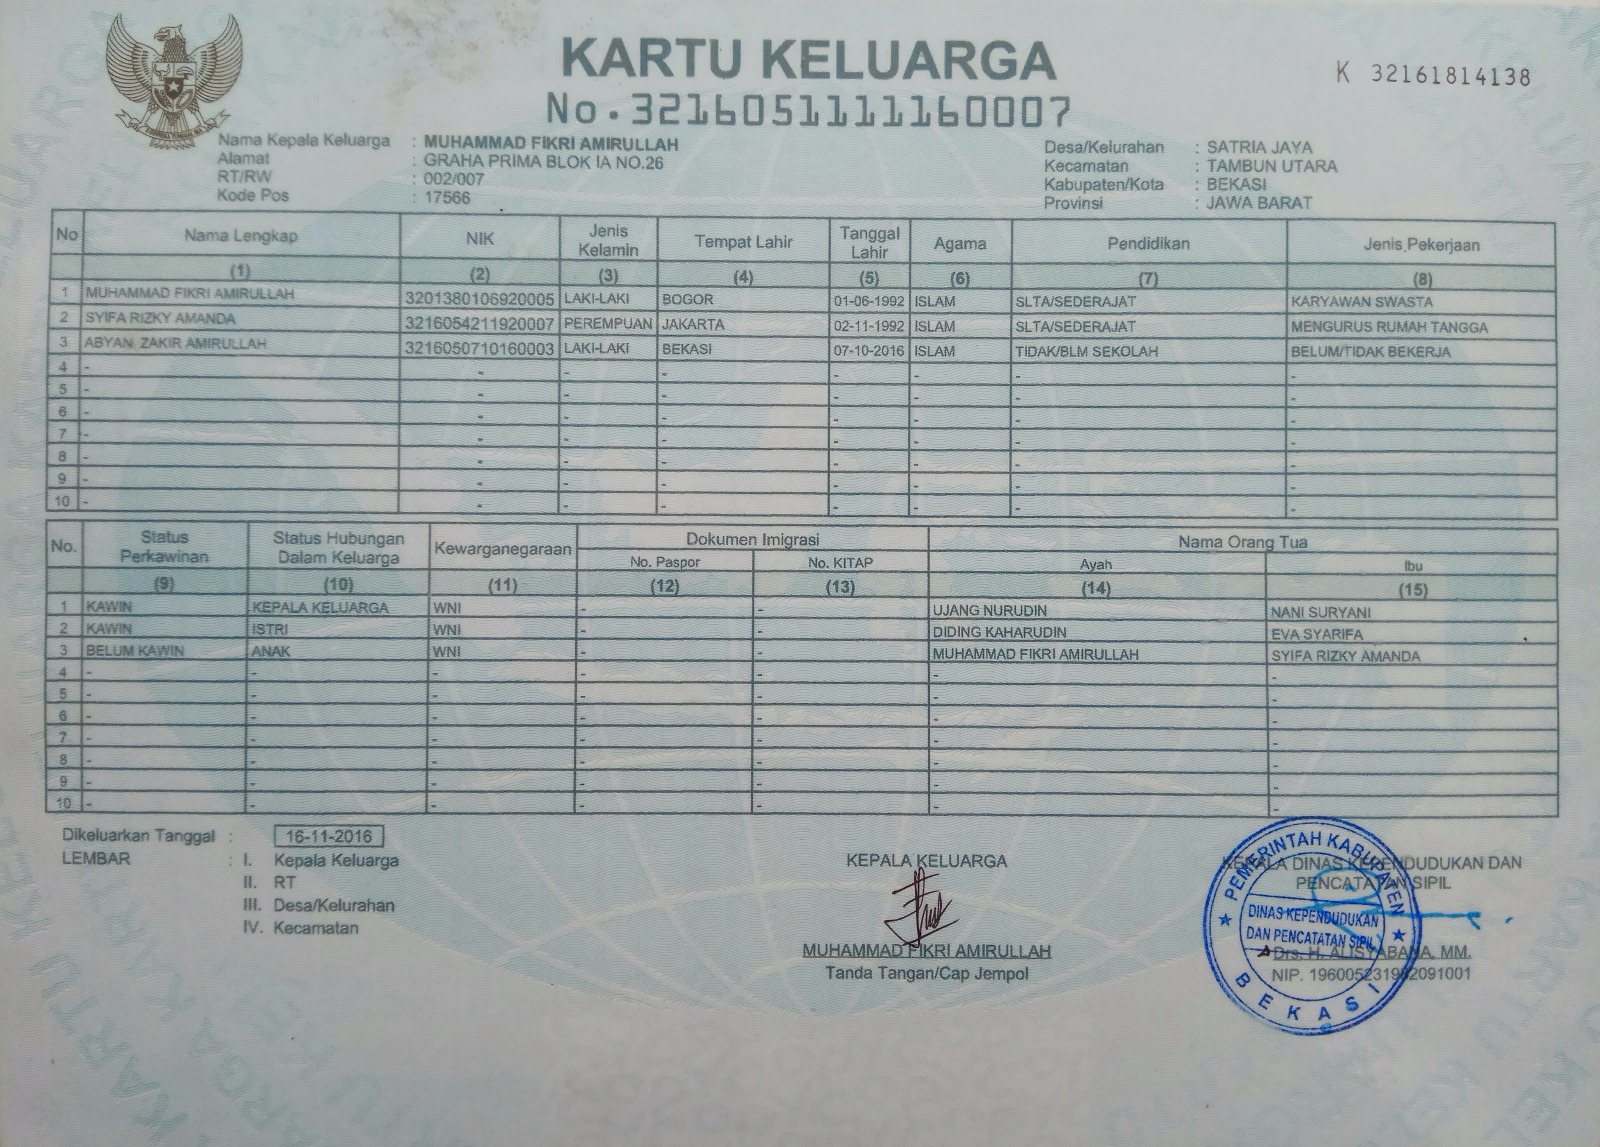 KARTU KELUARGA
No. 3216051111160007
K 32161814138
Nama Kepala Keluarga : MUHAMMAD FIKRI AMIRULLAH
Alamat : GRAHA PRIMA BLOK IA NO.26
RT/RW : 002/007
Kode Pos : 17566
Desa/Kelurahan : SATRIA JAYA
Kecamatan : TAMBUN UTARA
Kabupaten/Kota : BEKASI
Provinsi : JAWA BARAT
No Nama Lengkap NIK Jenis Kelamin Tempat Lahir Tanggal Lahir Agama Pendidikan Jenis Pekerjaan
(1) (2) (3) (4) (5) (6) (7) (8)
1 MUHAMMAD FIKRI AMIRULLAH 3201380106920005 LAKI-LAKI BOGOR 01-06-1992 ISLAM SLTA/SEDERAJAT KARYAWAN SWASTA
2 SYIFA RIZKY AMANDA 3216054211920007 PEREMPUAN JAKARTA 02-11-1992 ISLAM SLTA/SEDERAJAT MENGURUS RUMAH TANGGA
3 ABYAN ZAKIR AMIRULLAH 3216050710160003 LAKI-LAKI BEKASI 07-10-2016 ISLAM TIDAK/BLM SEKOLAH BELUM/TIDAK BEKERJA
4 - - - - - - - -
5 - - - - - - - -
6 - - - - - - - -
7 - - - - - - - -
8 - - - - - - - -
9 - - - - - - - -
10 - - - - - - - -
No. Status Perkawinan Status Hubungan Dalam Keluarga Kewarganegaraan Dokumen Imigrasi Nama Orang Tua
No. Paspor No. KITAP Ayah Ibu
(9) (10) (11) (12) (13) (14) (15)
1 KAWIN KEPALA KELUARGA WNI - - UJANG NURUDIN NANI SURYANI
2 KAWIN ISTRI WNI - - DIDING KAHARUDIN EVA SYARIFA
3 BELUM KAWIN ANAK WNI - - MUHAMMAD FIKRI AMIRULLAH SYIFA RIZKY AMANDA
4 - - - - - - -
5 - - - - - - -
6 - - - - - - -
7 - - - - - - -
8 - - - - - - -
9 - - - - - - -
10 - - - - - - -
Dikeluarkan Tanggal : 16-11-2016
LEMBAR : I. Kepala Keluarga
II. RT
III. Desa/Kelurahan
IV. Kecamatan
KEPALA KELUARGA
MUHAMMAD FIKRI AMIRULLAH
Tanda Tangan/Cap Jempol
KEPALA DINAS KEPENDUDUKAN DAN
PENCATATAN SIPIL
Drs. H. ALISYABANA, MM.
NIP. 196005231982091001
PEMERINTAH KABUPATEN
DINAS KEPENDUDUKAN
DAN PENCATATAN SIPIL
BEKASI